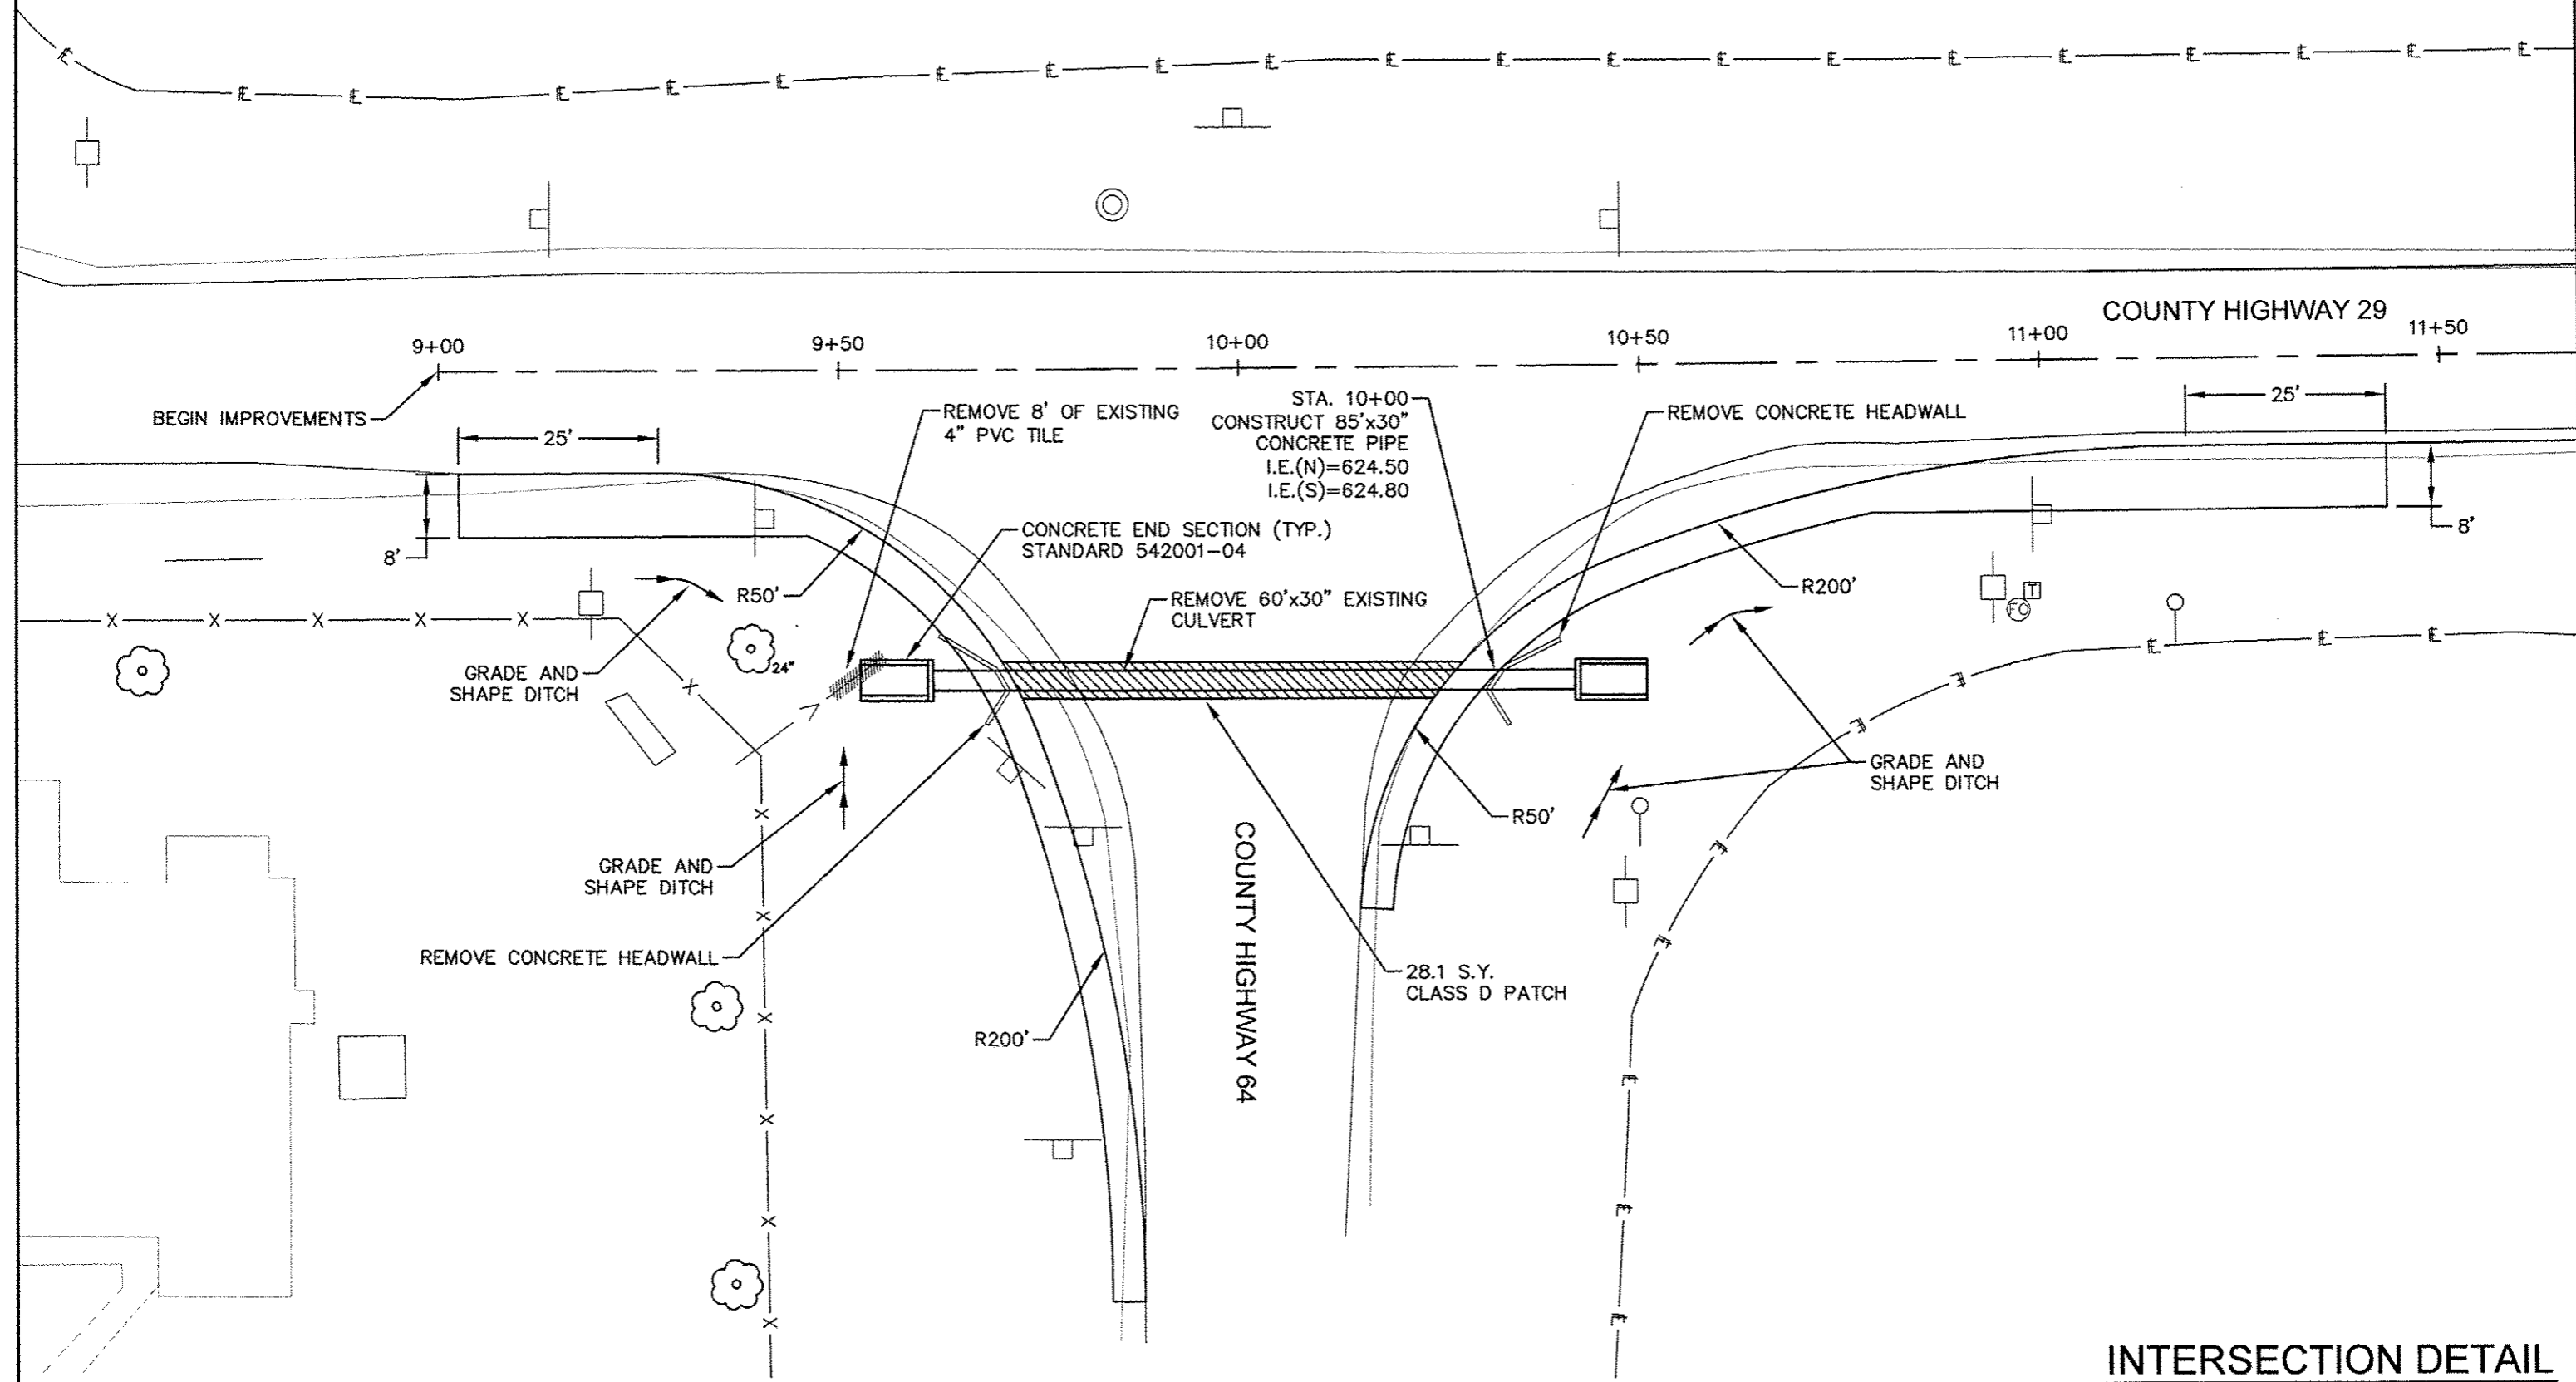 COUNTY HIGHWAY 29
9+00
9+50
10+00
10+50
11+00
11+50
BEGIN IMPROVEMENTS
25'
REMOVE 8' OF EXISTING
4" PVC TILE
STA. 10+00
CONSTRUCT 85'x30"
CONCRETE PIPE
I.E.(N)=624.50
I.E.(S)=624.80
REMOVE CONCRETE HEADWALL
25'
8'
CONCRETE END SECTION (TYP.)
STANDARD 542001-04
8'
R50'
REMOVE 60'x30" EXISTING
CULVERT
R200'
T
FO
24"
GRADE AND
SHAPE DITCH
GRADE AND
SHAPE DITCH
R50'
GRADE AND
SHAPE DITCH
REMOVE CONCRETE HEADWALL
COUNTY HIGHWAY 64
28.1 S.Y.
CLASS D PATCH
R200'
INTERSECTION DETAIL